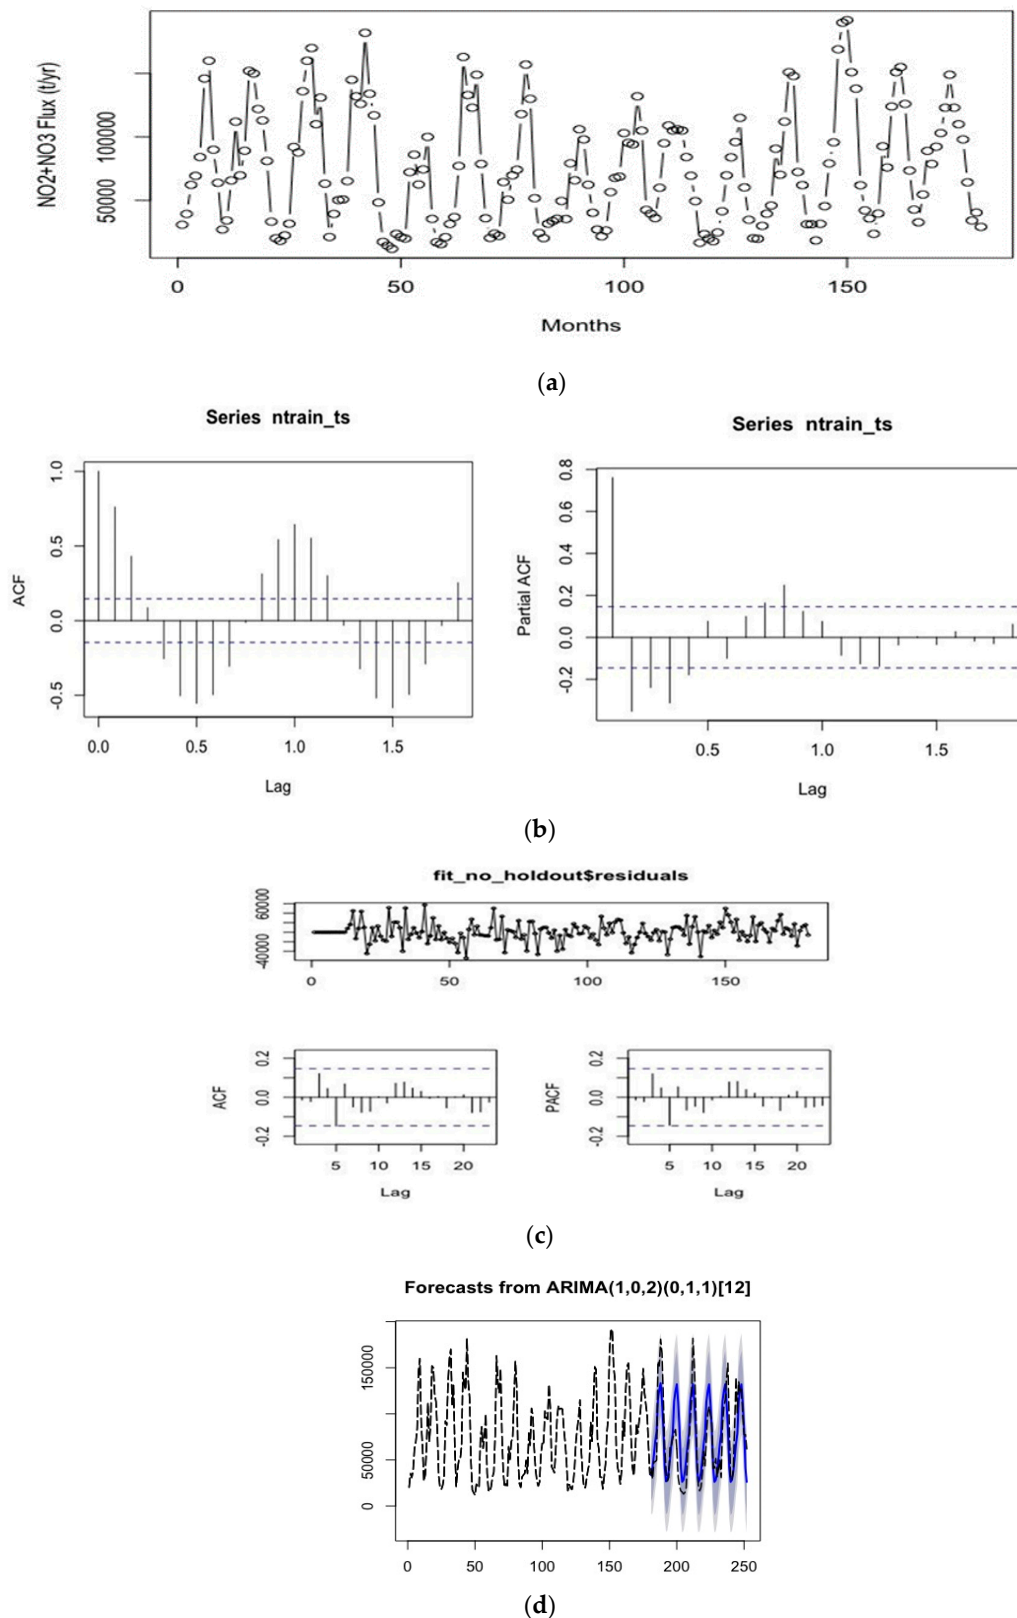 NO2+NO3 Flux (t/yr)
100000
50000
0 50 100 150
Months
(a)
Series ntrain_ts
Series ntrain_ts
ACF
1.0
0.5
0.0
-0.5
0.0 0.5 1.0 1.5
Lag
Partial ACF
0.8
0.6
0.4
0.2
0.0
-0.2
0.5 1.0 1.5
Lag
(b)
fit_no_holdout$residuals
60000
-40000
0 50 100 150
ACF
0.2
0.0
-0.2
5 10 15 20
Lag
PACF
0.2
0.0
-0.2
5 10 15 20
Lag
(c)
Forecasts from ARIMA(1,0,2)(0,1,1)[12]
150000
50000
0
0 50 100 150 200 250
(d)